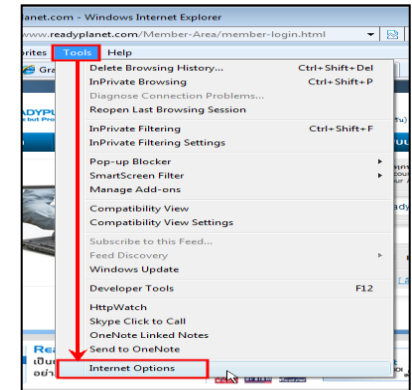 lanet.com - Windows Internet Explorer
www.readyplanet.com/Member-Area/member-login.html
rites Tools Help
Gra
Delete Browsing History... Ctrl+Shift+Del
InPrivate Browsing Ctrl+Shift+P
Diagnose Connection Problems...
Reopen Last Browsing Session
InPrivate Filtering Ctrl+Shift+F
InPrivate Filtering Settings
Pop-up Blocker
SmartScreen Filter
Manage Add-ons
Compatibility View
Compatibility View Settings
Subscribe to this Feed...
Feed Discovery
Windows Update
Developer Tools F12
HttpWatch
Skype Click to Call
OneNote Linked Notes
Send to OneNote
Internet Options